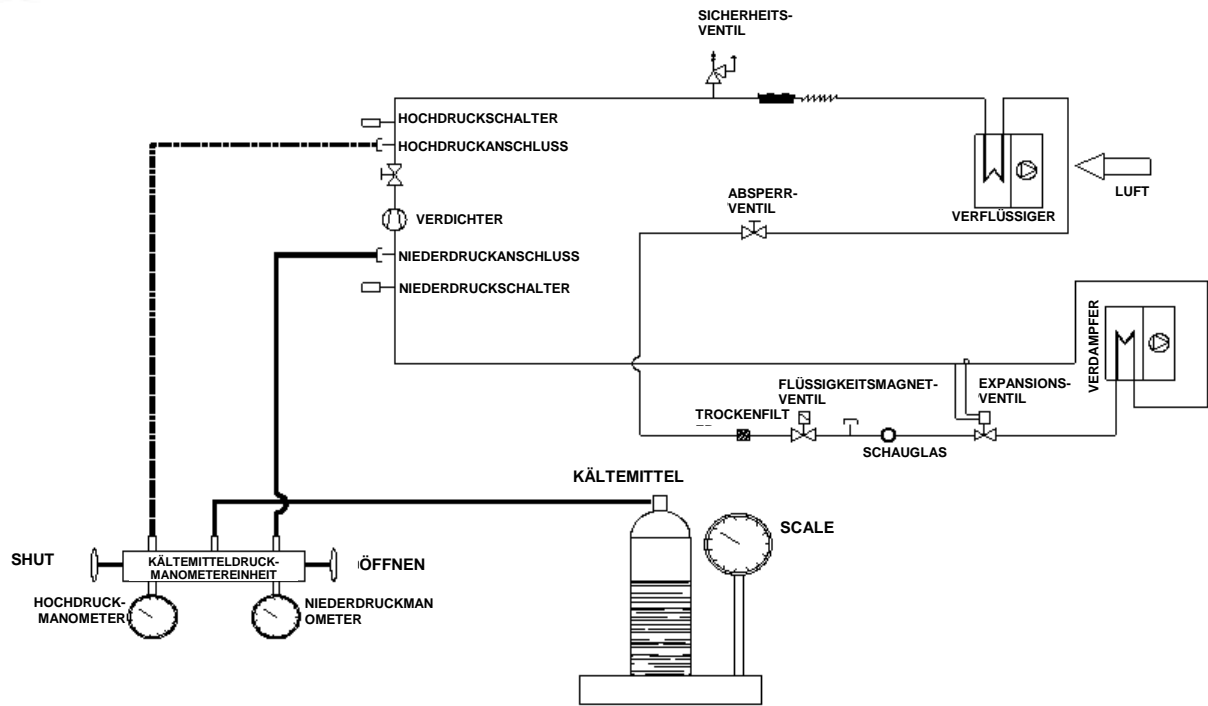 SICHERHEITS-
VENTIL
HOCHDRUCKSCHALTER
HOCHDRUCKANSCHLUSS
VERDICHTER
NIEDERDRUCKANSCHLUSS
NIEDERDRUCKSCHALTER
ABSPERR-
VENTIL
VERFLÜSSIGER
LUFT
VERDAMPFER
FLÜSSIGKEITSMAGNET-
VENTIL
EXPANSIONS-
VENTIL
TROCKENFILT
SCHAUGLAS
KÄLTEMITTEL
SCALE
SHUT
KÄLTEMITTELDRUCK-
MANOMETEREINHEIT
ÖFFNEN
HOCHDRUCK-
MANOMETER
NIEDERDRUCKMAN
OMETER